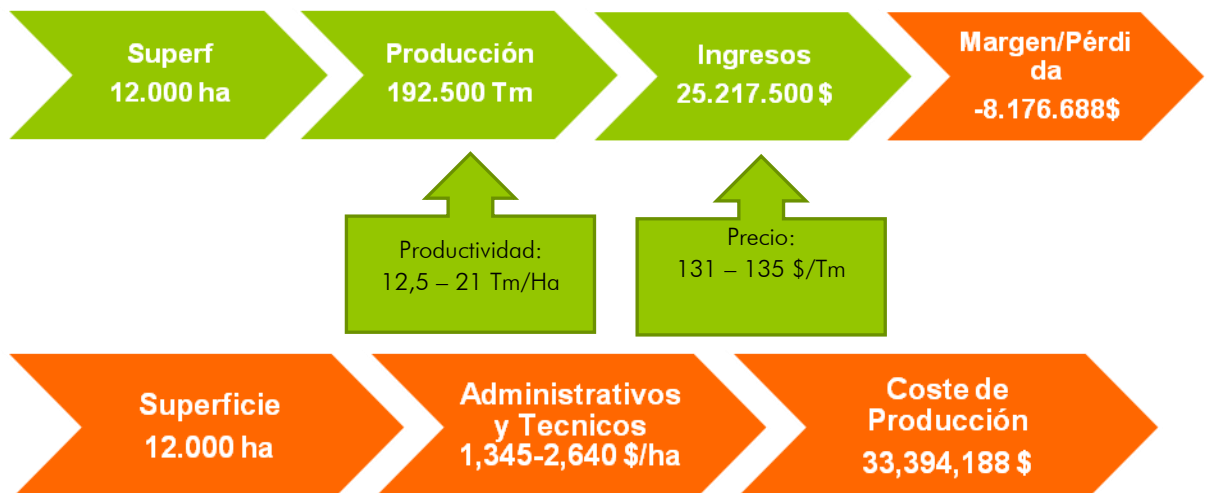 Superf
12.000 ha
Producción
192.500 Tm
Ingresos
25.217.500 $
Margen/Pérdi
da
-8.176.688$
Productividad:
12,5 – 21 Tm/Ha
Precio:
131 – 135 $/Tm
Superficie
12.000 ha
Administrativos
y Tecnicos
1,345-2,640 $/ha
Coste de
Producción
33,394,188 $